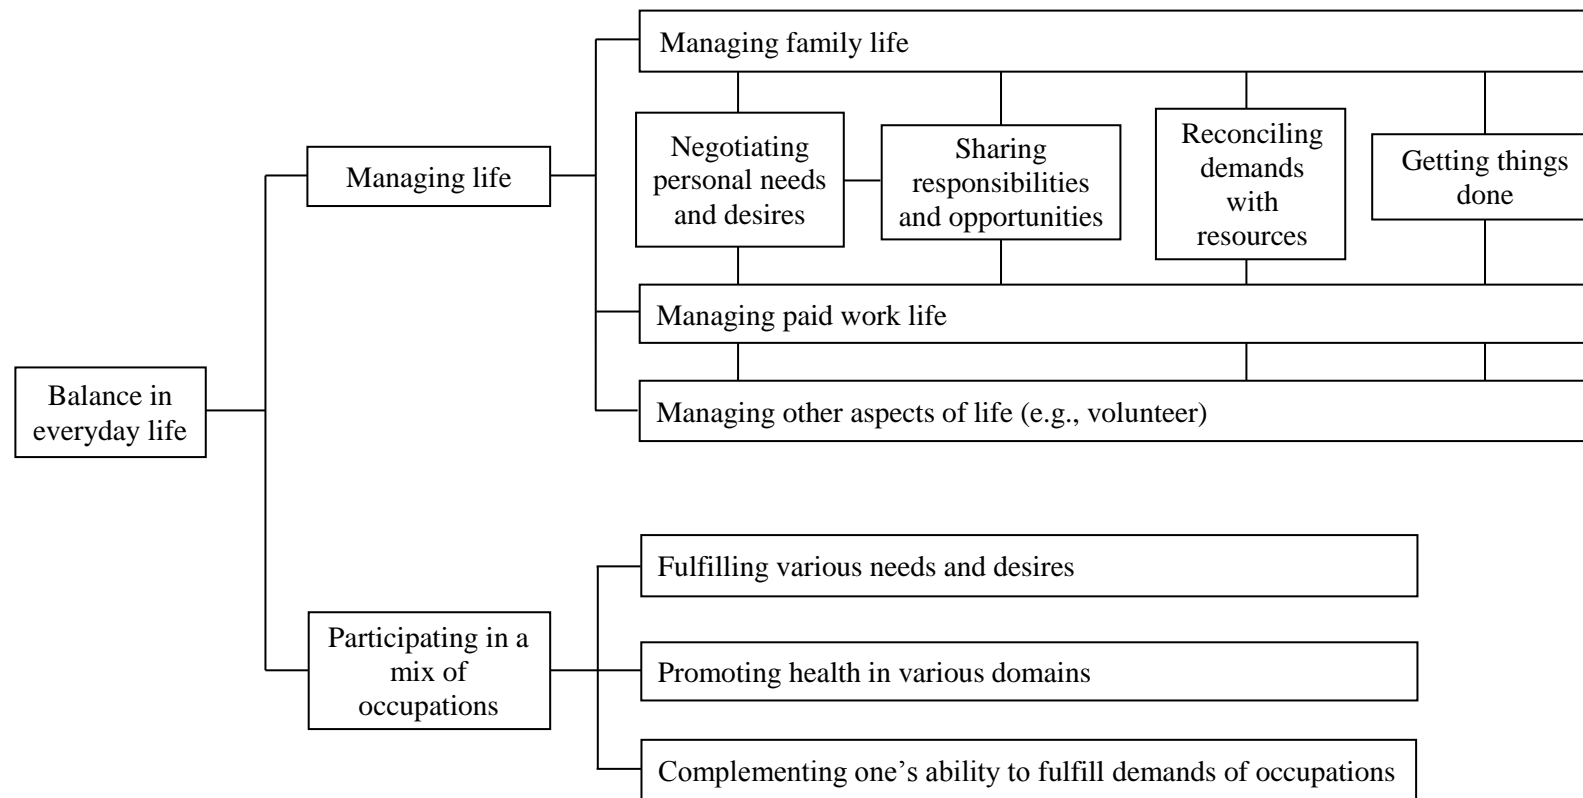 Managing family life
Negotiating
personal needs
and desires
Sharing
responsibilities
and opportunities
Reconciling
demands
with
resources
Getting things
done
Managing life
Managing paid work life
Managing other aspects of life (e.g., volunteer)
Balance in
everyday life
Fulfilling various needs and desires
Participating in a
mix of
occupations
Promoting health in various domains
Complementing one’s ability to fulfill demands of occupations